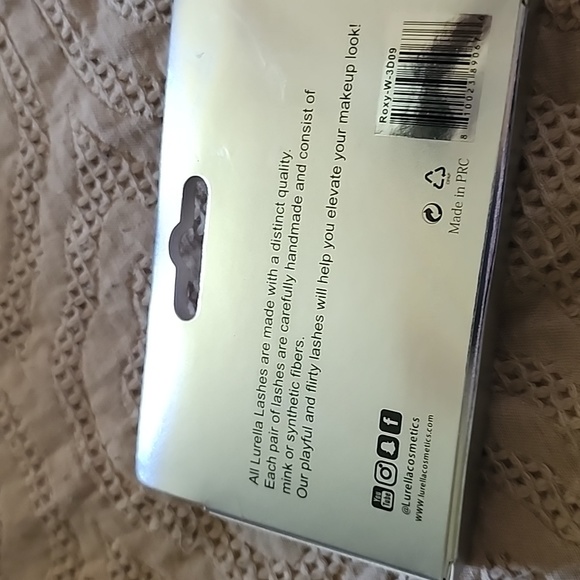 All Lurella Lashes are made with a distinct quality.
Each pair of lashes are carefully handmade and consist of
mink or synthetic fibers.
Our playful and flirty lashes will help you elevate your makeup look!
You
Tube
@Lurellacosmetics
www.lurellacosmetics.com
Made in PRC
Roxy-W-3D09